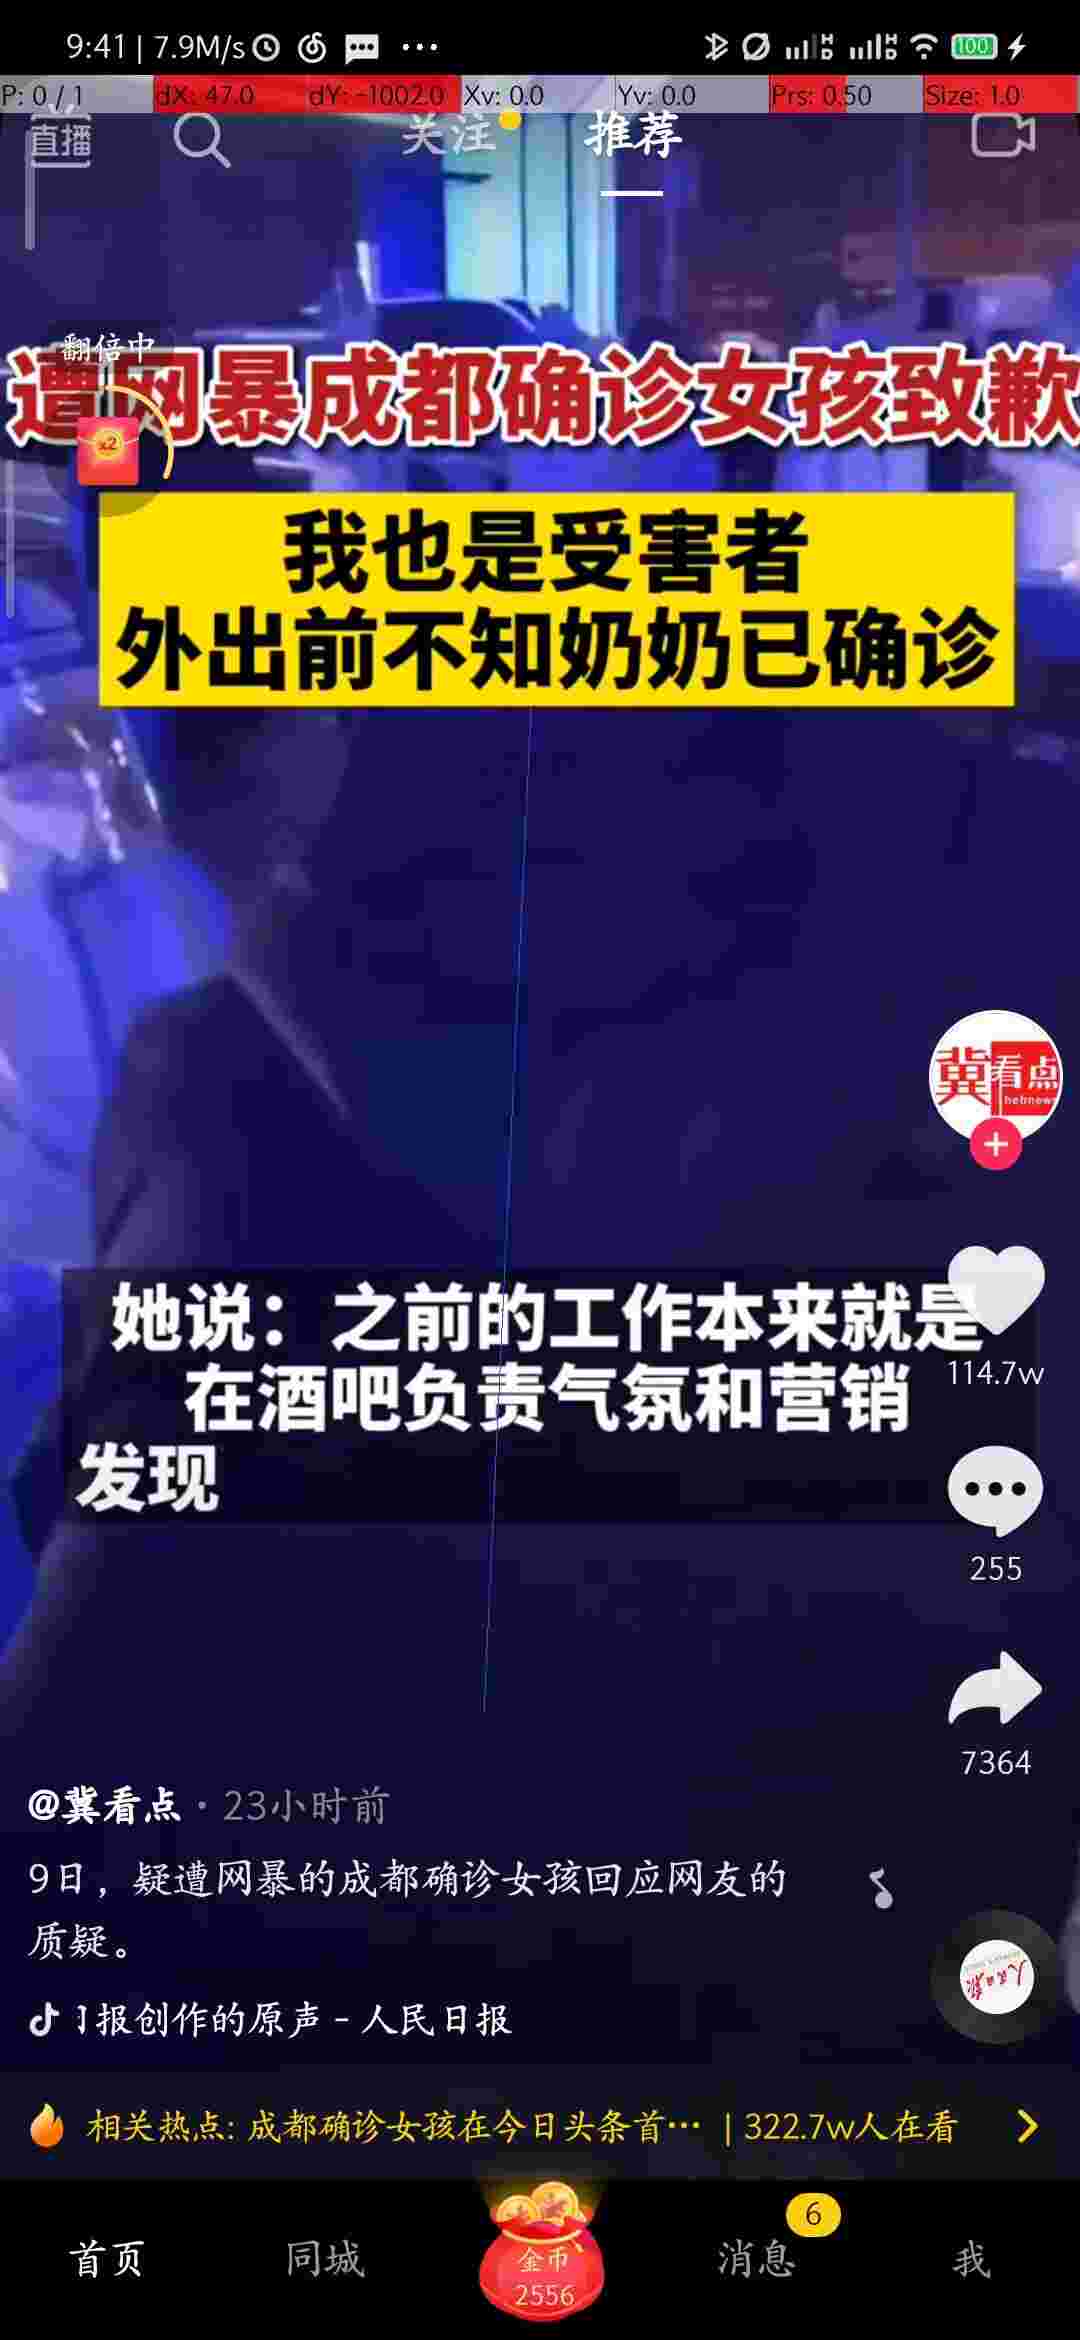 9:41 | 7.9M/s
100
P: 0 / 1
dX: 47.0
dY: -1002.0
Xv: 0.0
Yv: 0.0
Prs: 0.50
Size: 1.0
直播
关注
推荐
翻倍中
x2
遭网暴成都确诊女孩致歉
我也是受害者
外出前不知奶奶已确诊
冀看点
hebnews
她说：之前的工作本来就是
在酒吧负责气氛和营销
发现
114.7w
255
7364
@冀看点 · 23小时前
9日，疑遭网暴的成都确诊女孩回应网友的
质疑。
人民日报
报创作的原声 - 人民日报
相关热点: 成都确诊女孩在今日头条首… | 322.7w人在看
首页
同城
金币
2556
消息
6
我